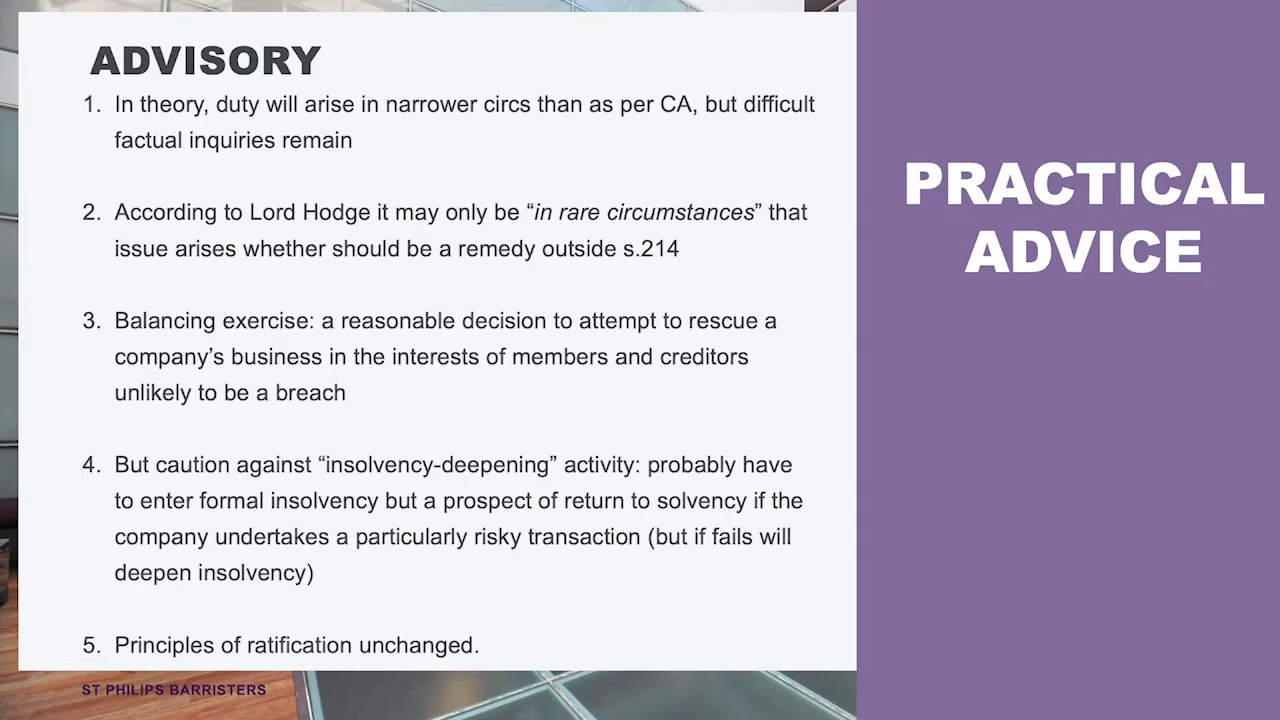 ADVISORY
1. In theory, duty will arise in narrower circs than as per CA, but difficult
factual inquiries remain
2. According to Lord Hodge it may only be “in rare circumstances” that
issue arises whether should be a remedy outside s.214
3. Balancing exercise: a reasonable decision to attempt to rescue a
company’s business in the interests of members and creditors
unlikely to be a breach
4. But caution against “insolvency-deepening” activity: probably have
to enter formal insolvency but a prospect of return to solvency if the
company undertakes a particularly risky transaction (but if fails will
deepen insolvency)
5. Principles of ratification unchanged.
ST PHILIPS BARRISTERS
PRACTICAL
ADVICE